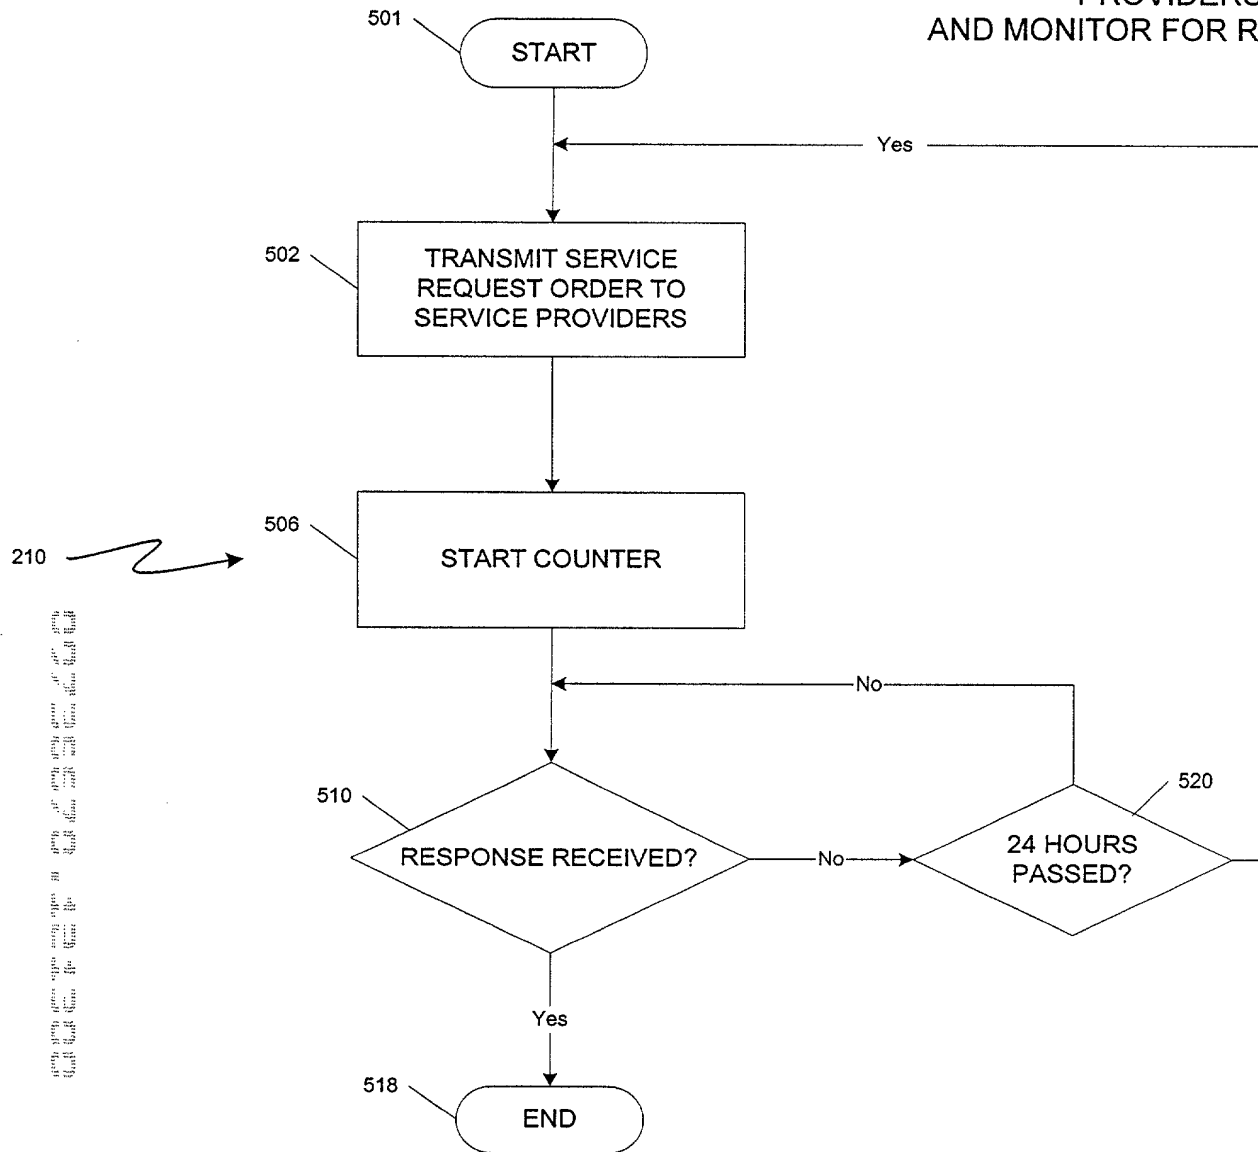 PROVIDERS
AND MONITOR FOR R
501
START
Yes
502
TRANSMIT SERVICE
REQUEST ORDER TO
SERVICE PROVIDERS
506
START COUNTER
210
No
510
RESPONSE RECEIVED?
No
520
24 HOURS
PASSED?
Yes
518
END